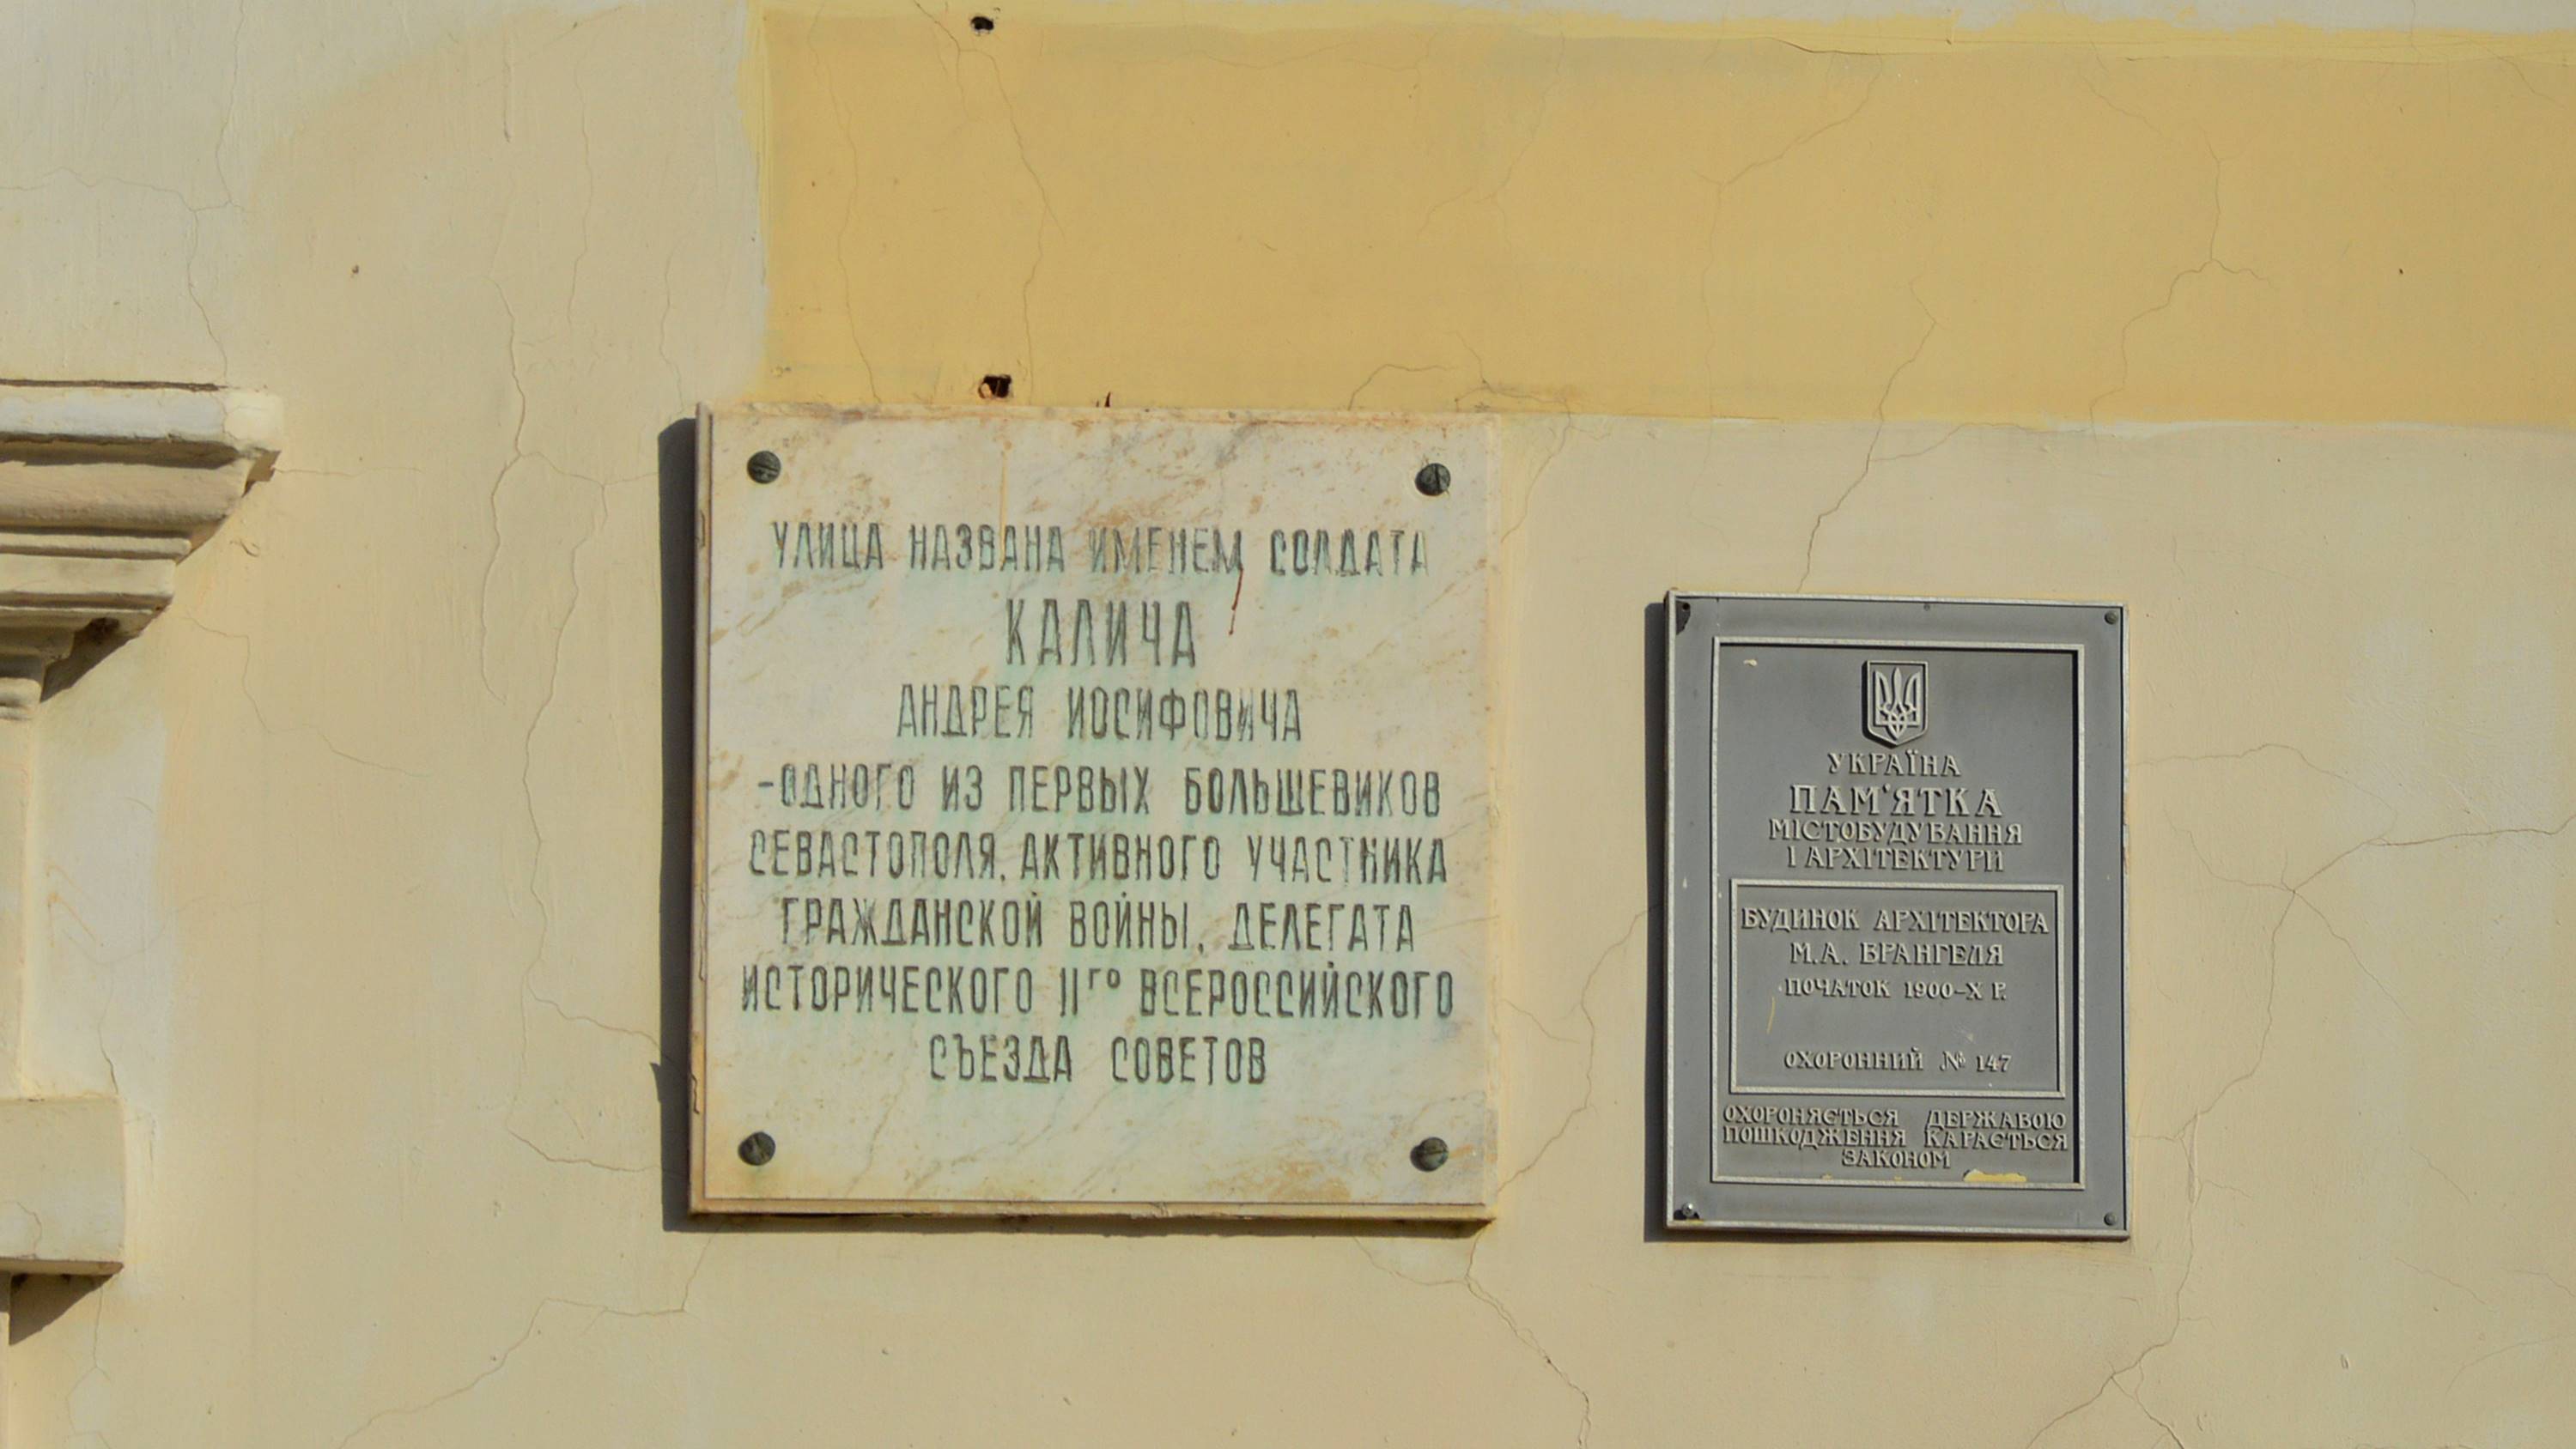 УЛИЦА НАЗВАНА ИМЕНЕМ СОЛДАТА
КАЛИЧА
АНДРЕЯ ИОСИФОВИЧА
-ОДНОГО ИЗ ПЕРВЫХ БОЛЬШЕВИКОВ
СЕВАСТОПОЛЯ, АКТИВНОГО УЧАСТНИКА
ГРАЖДАНСКОЙ ВОЙНЫ, ДЕЛЕГАТА
ИСТОРИЧЕСКОГО IIГО ВСЕРОССИЙСКОГО
СЪЕЗДА СОВЕТОВ
УКРАЇНА
ПАМ'ЯТКА
МІСТОБУДУВАННЯ
І АРХІТЕКТУРИ
БУДИНОК АРХІТЕКТОРА
М.А. ВРАНГЕЛЯ
ПОЧАТОК 1900-Х Р.
ОХОРОННИЙ № 147
ОХОРОНЯЄТЬСЯ ДЕРЖАВОЮ
ПОШКОДЖЕННЯ КАРАЄТЬСЯ
ЗАКОНОМ